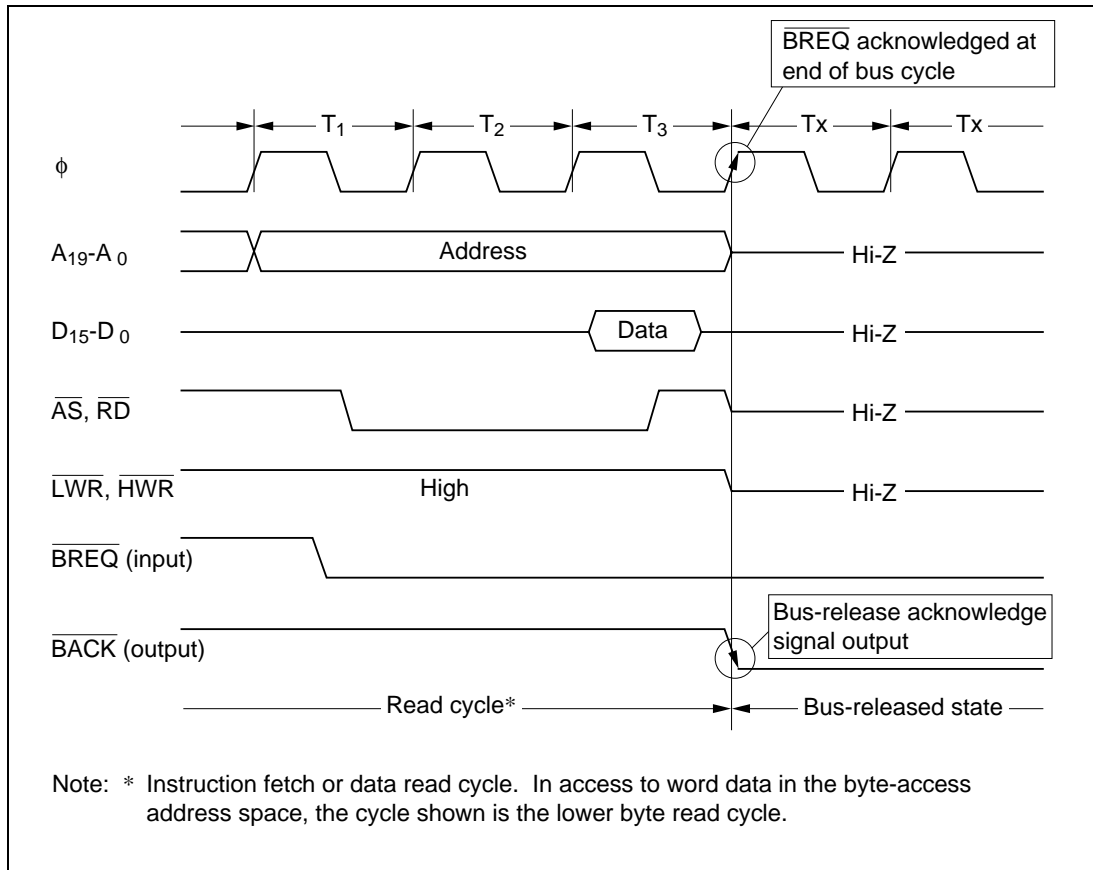 BREQ acknowledged at
end of bus cycle
T1 T2 T3 Tx Tx
ϕ
A19-A 0 Address Hi-Z
D15-D 0 Data Hi-Z
AS, RD Hi-Z
LWR, HWR High Hi-Z
BREQ (input)
Bus-release acknowledge
signal output
BACK (output)
Read cycle* Bus-released state
Note: * Instruction fetch or data read cycle. In access to word data in the byte-access
address space, the cycle shown is the lower byte read cycle.